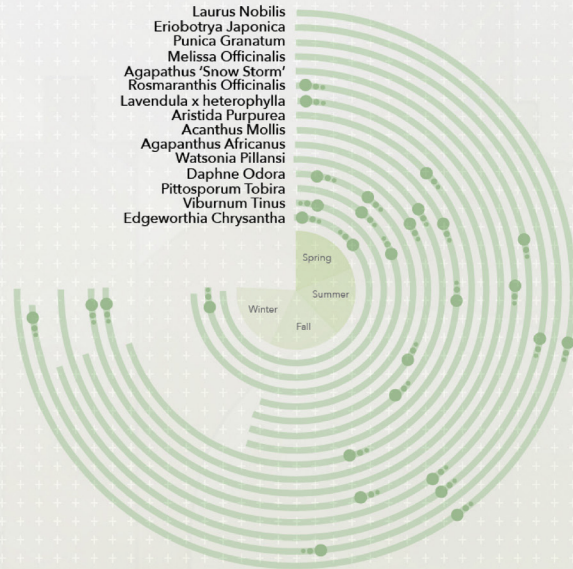 Laurus Nobilis
Eriobotrya Japonica
Punica Granatum
Melissa Officinalis
Agapathus ‘Snow Storm’
Rosmaranthis Officinalis
Lavendula x heterophylla
Aristida Purpurea
Acanthus Mollis
Agapanthus Africanus
Watsonia Pillansi
Daphne Odora
Pittosporum Tobira
Viburnum Tinus
Edgeworthia Chrysantha
Spring
Summer
Winter
Fall